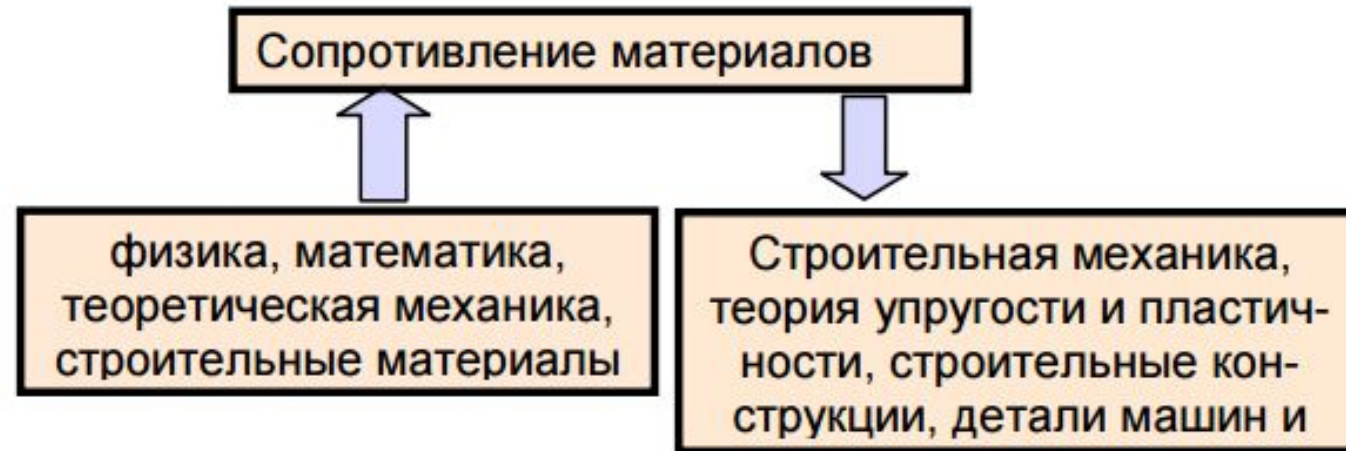 Сопротивление материалов
физика, математика,
теоретическая механика,
строительные материалы
Строительная механика,
теория упругости и пластич-
ности, строительные кон-
струкции, детали машин и